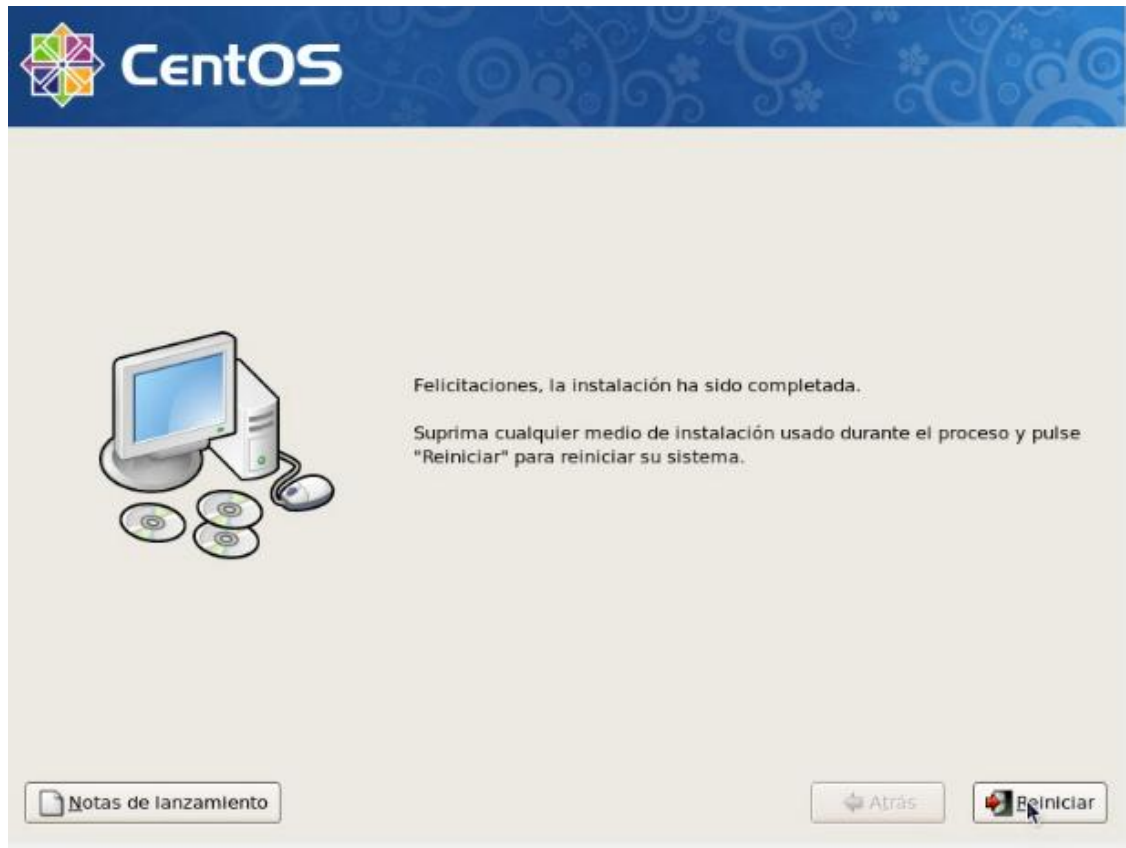 CentOS
Felicitaciones, la instalación ha sido completada.
Suprima cualquier medio de instalación usado durante el proceso y pulse
"Reiniciar" para reiniciar su sistema.
Notas de lanzamiento
Atrás
Reiniciar